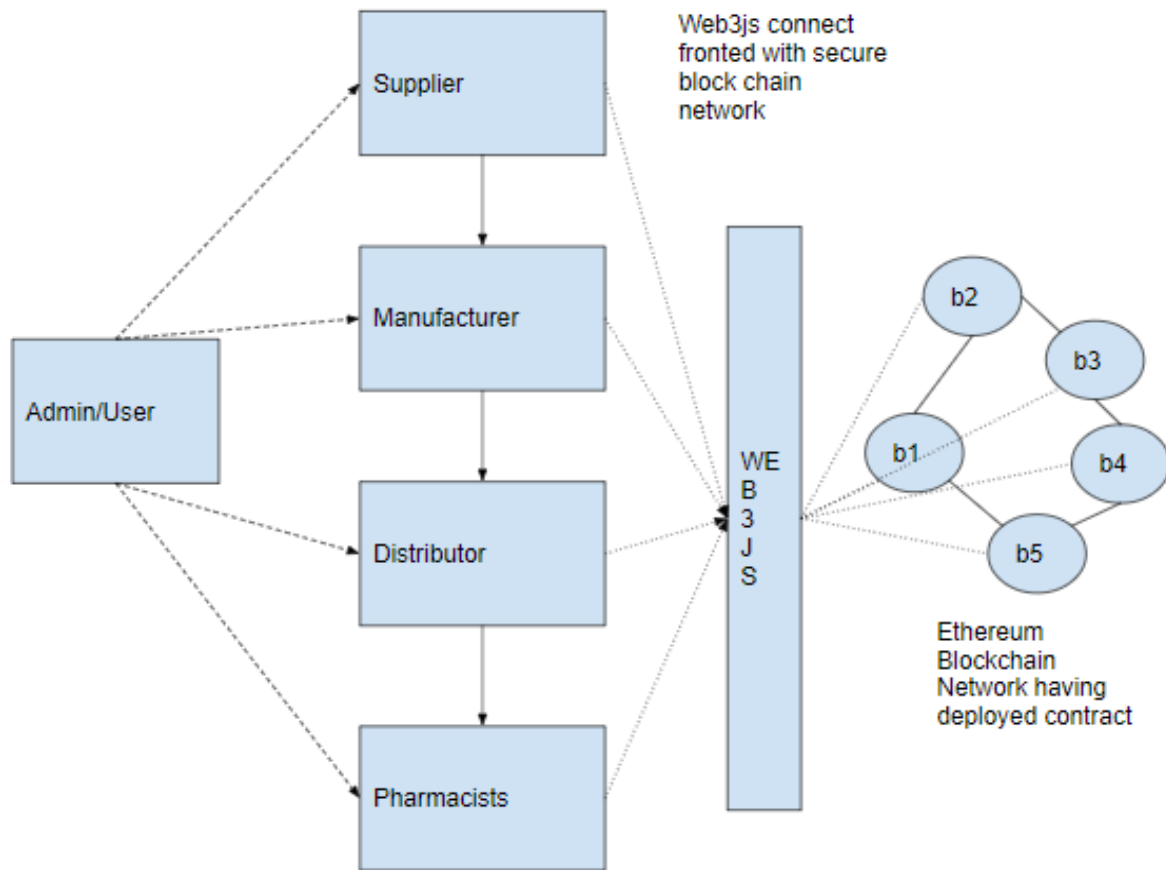 Web3js connect
fronted with secure
block chain
network
Supplier
Manufacturer
Admin/User
Distributor
Pharmacists
WE
B
3
J
S
b2
b3
b1
b4
b5
Ethereum
Blockchain
Network having
deployed contract